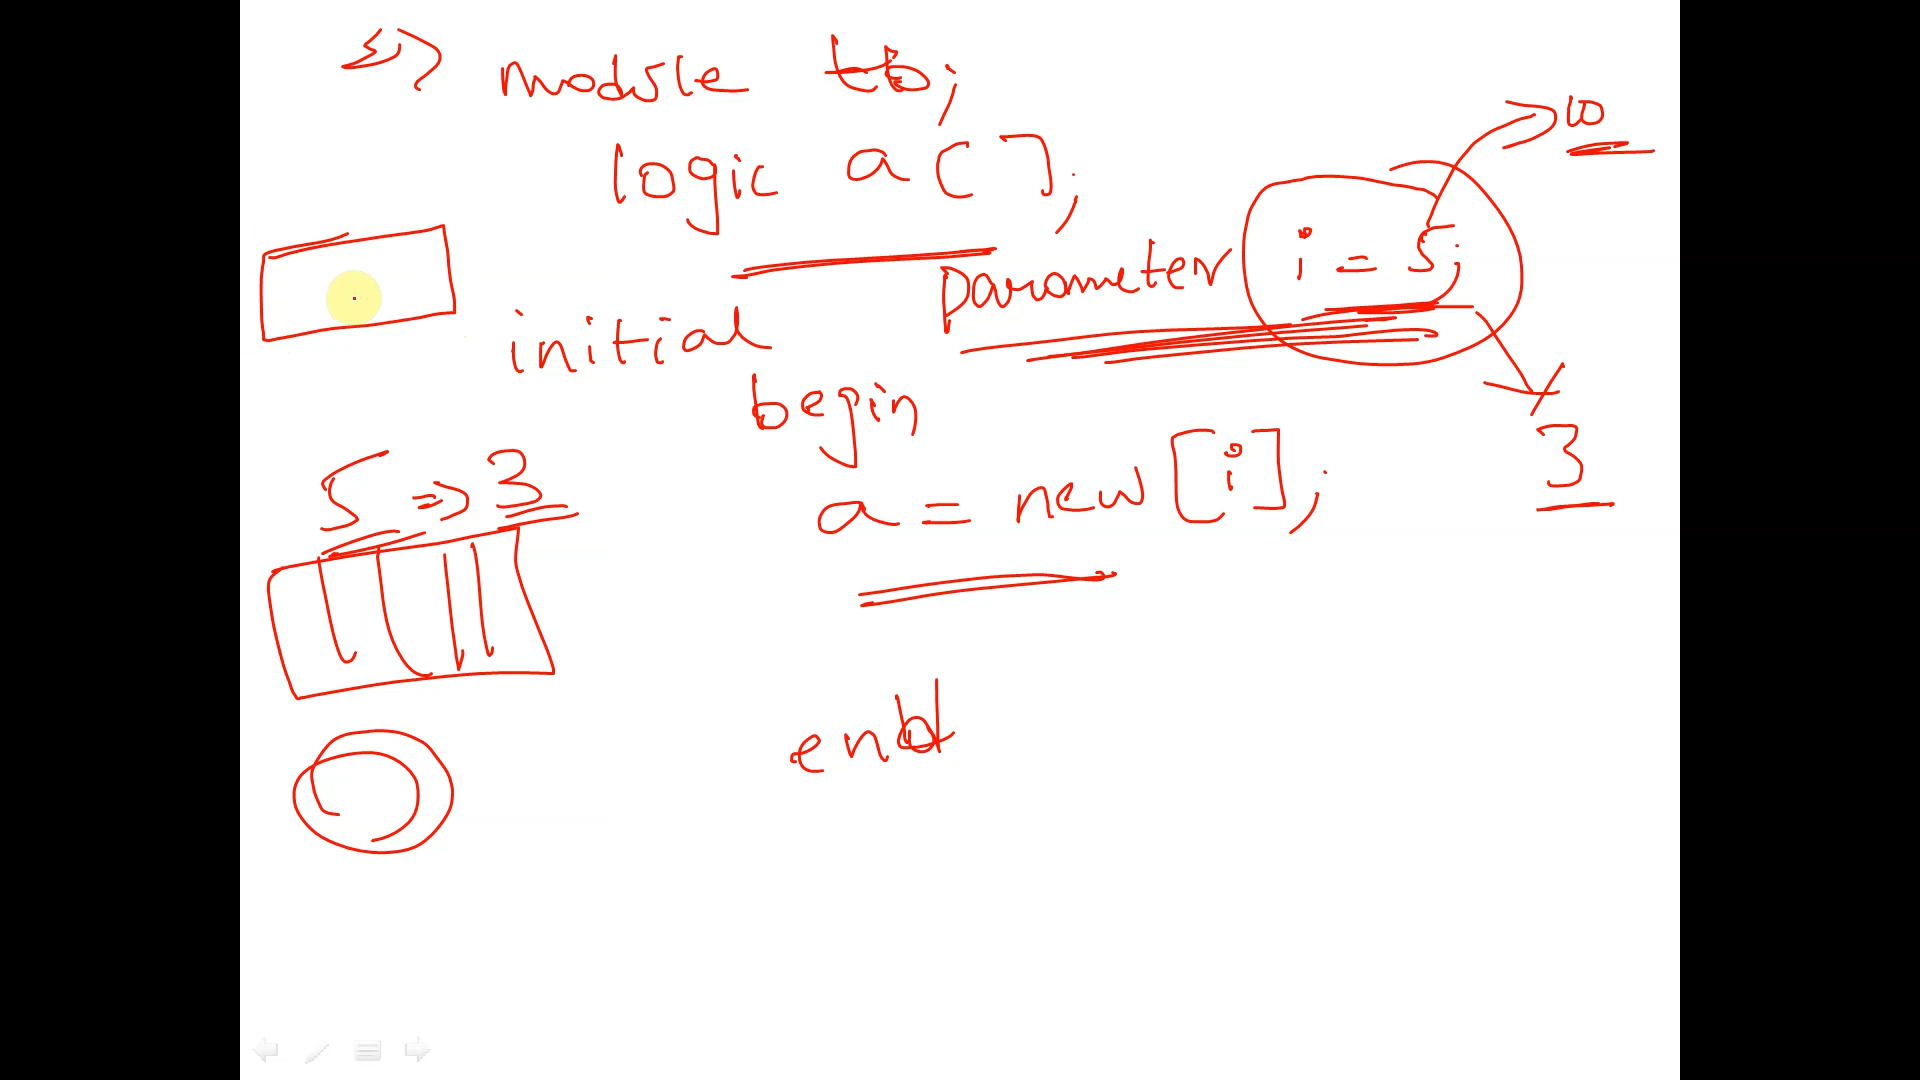 module tb;
logic a[];
10
parameter i = 5;
initial
begin
5 => 3
a = new[i];
3
end